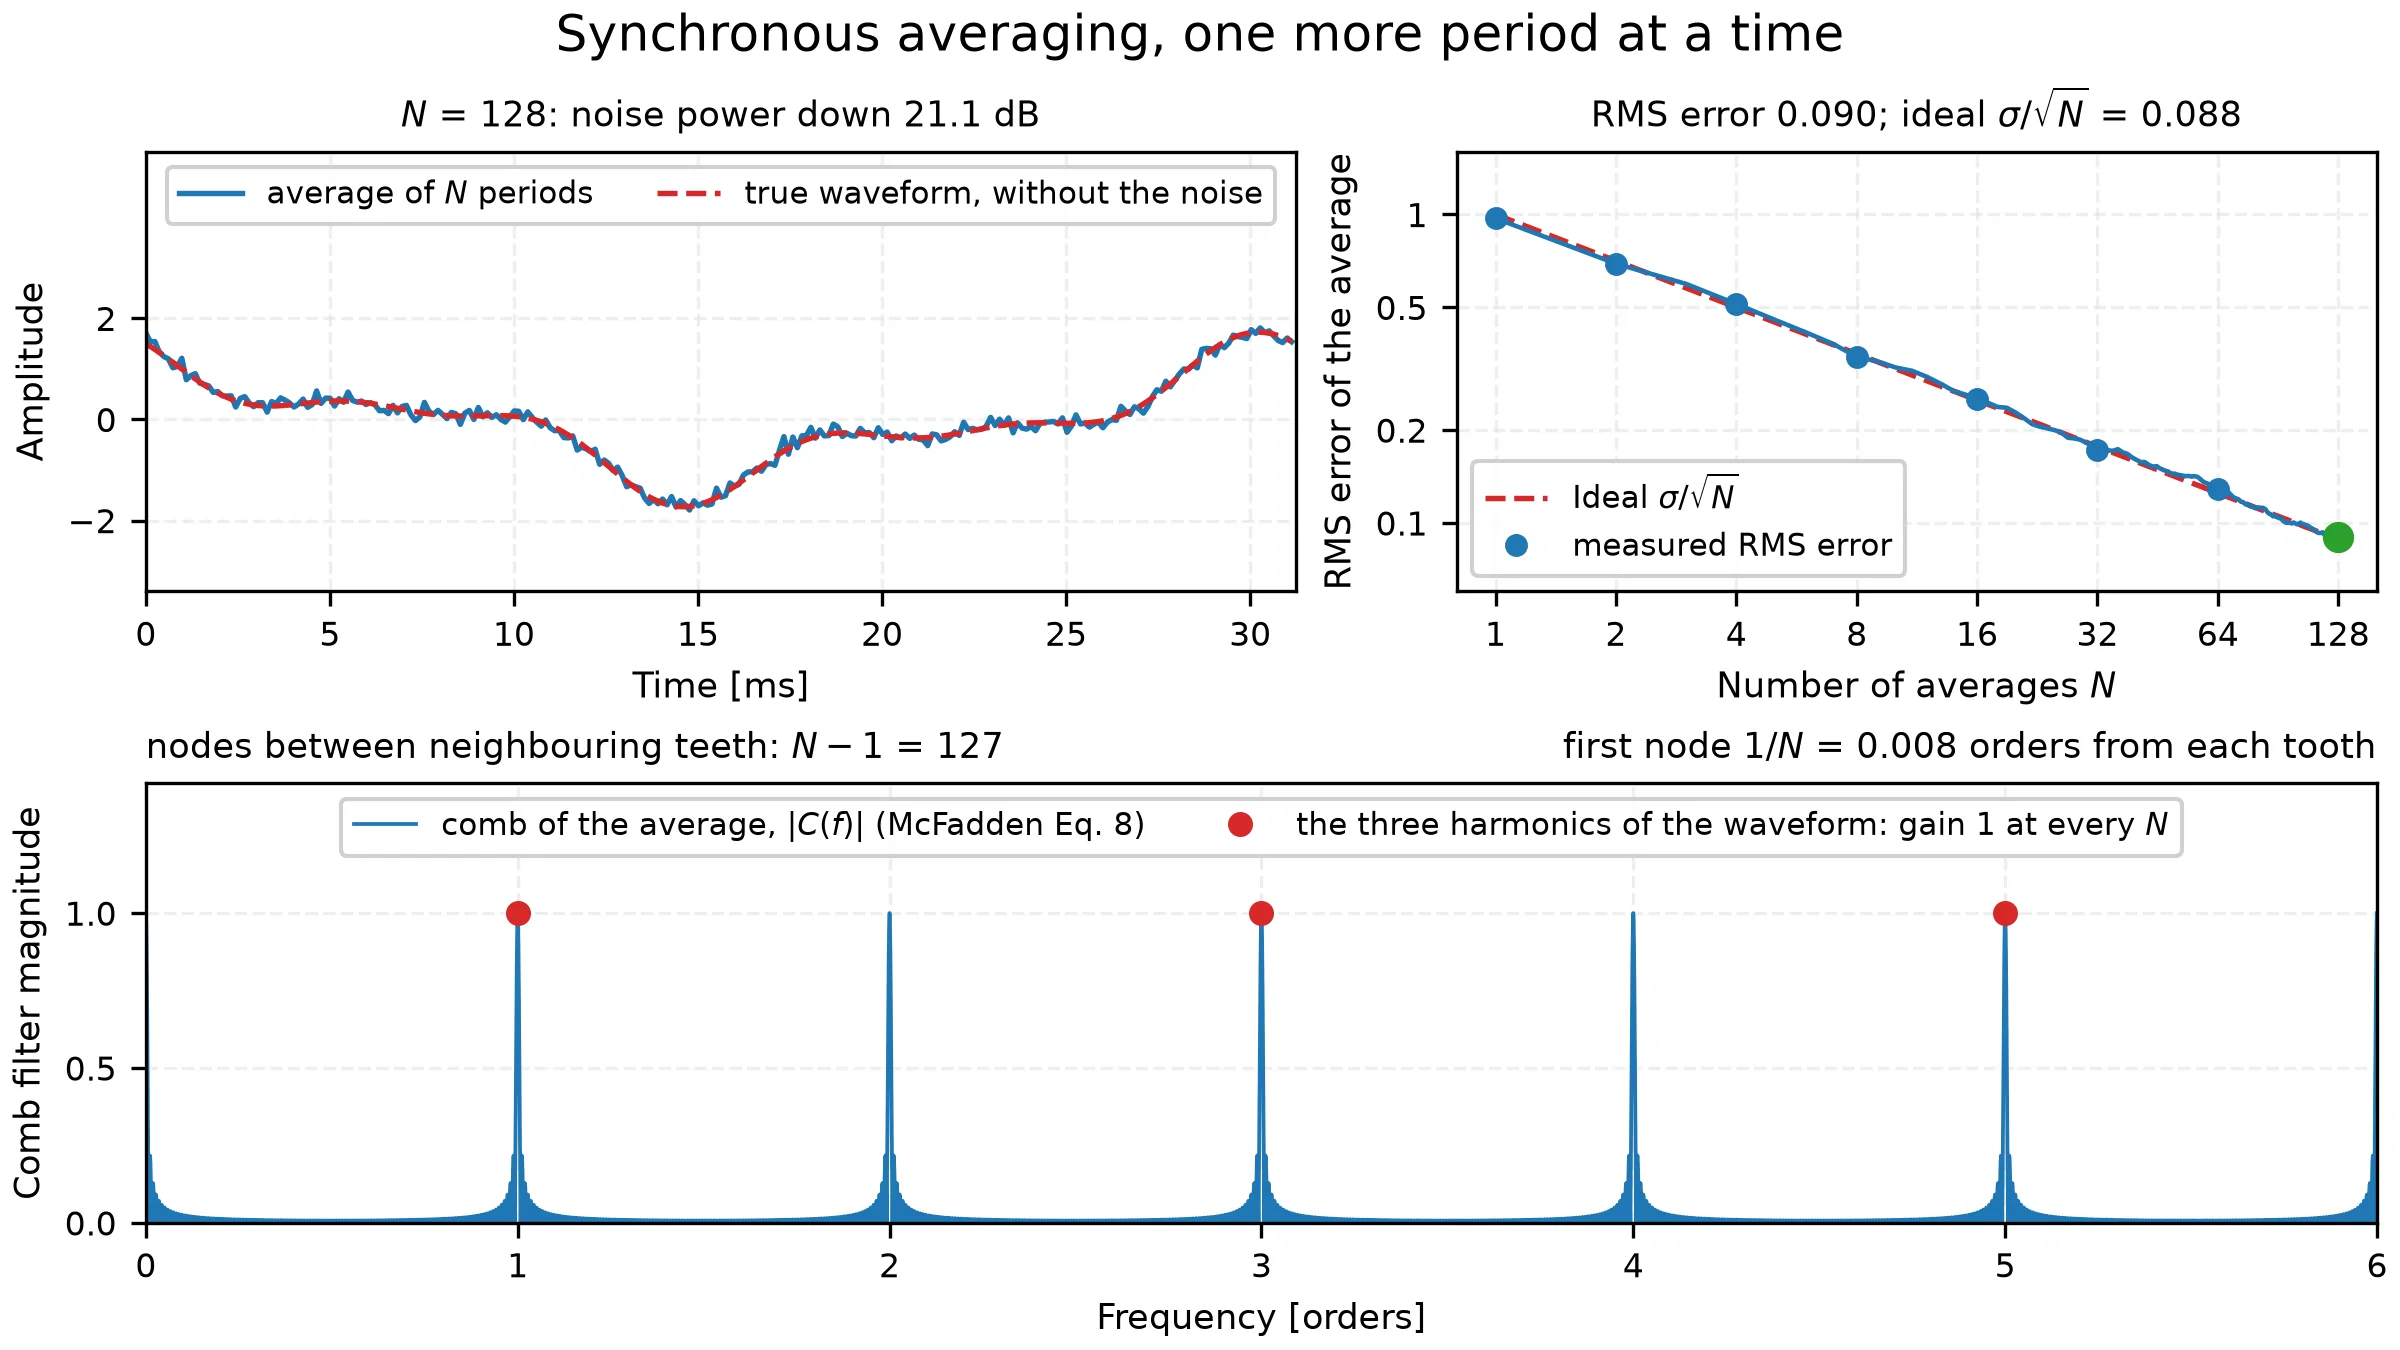 Synchronous averaging, one more period at a time
N = 128: noise power down 21.1 dB
average of N periods
true waveform, without the noise
Amplitude
2
0
−2
0 5 10 15 20 25 30
Time [ms]
RMS error 0.090; ideal σ/√N = 0.088
RMS error of the average
1
0.5
0.2
0.1
Ideal σ/√N
measured RMS error
1 2 4 8 16 32 64 128
Number of averages N
nodes between neighbouring teeth: N − 1 = 127
first node 1/N = 0.008 orders from each tooth
comb of the average, |C(f)| (McFadden Eq. 8)
the three harmonics of the waveform: gain 1 at every N
Comb filter magnitude
1.0
0.5
0.0
0 1 2 3 4 5 6
Frequency [orders]